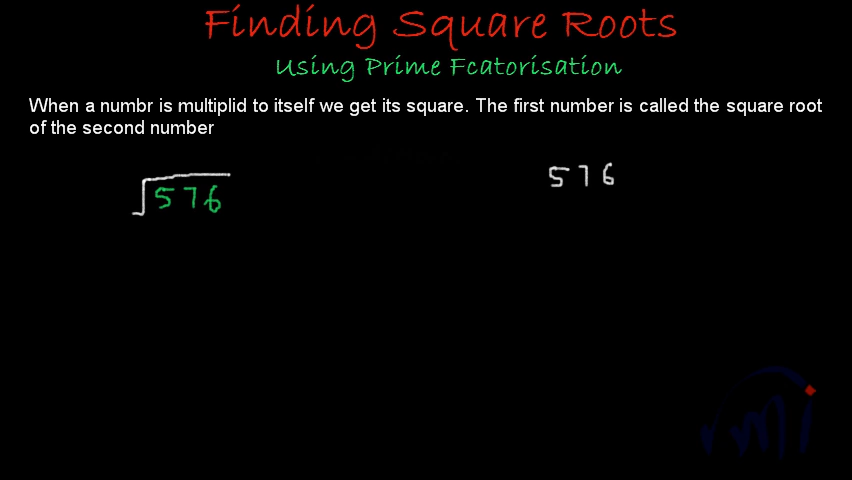 Finding Square Roots
Using Prime Fcatorisation
When a numbr is multiplid to itself we get its square. The first number is called the square root
of the second number
√576 576
mi